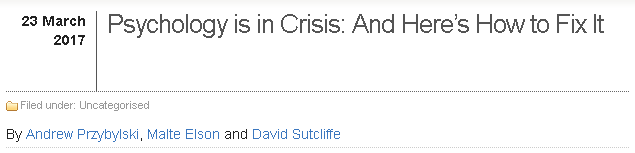 23 March
2017
Psychology is in Crisis: And Here’s How to Fix It
Filed under: Uncategorised
By Andrew Przybylski, Malte Elson and David Sutcliffe